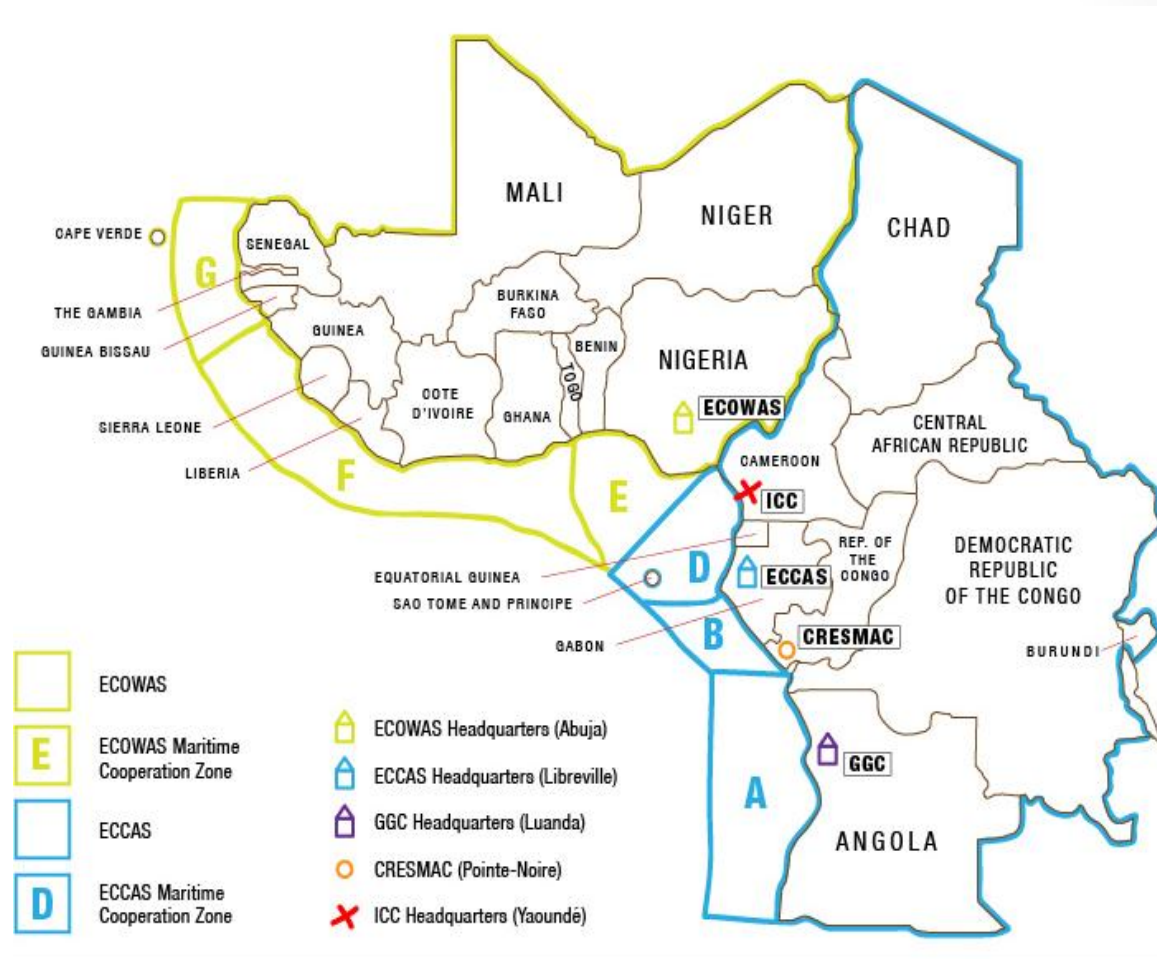 MALI
NIGER
CHAD
CAPE VERDE
SENEGAL
G
THE GAMBIA
GUINEA BISSAU
BURKINA
FASO
GUINEA
BENIN
NIGERIA
TOGO
COTE
D'IVOIRE
GHANA
ECOWAS
SIERRA LEONE
LIBERIA
CENTRAL
AFRICAN REPUBLIC
CAMEROON
F
E
ICC
REP. OF
THE
CONGO
DEMOCRATIC
REPUBLIC
OF THE CONGO
D
ECCAS
EQUATORIAL GUINEA
SAO TOME AND PRINCIPE
GABON
B
CRESMAC
BURUNDI
GGC
A
ANGOLA
ECOWAS
E
ECOWAS Maritime
Cooperation Zone
ECCAS
D
ECCAS Maritime
Cooperation Zone
ECOWAS Headquarters (Abuja)
ECCAS Headquarters (Libreville)
GGC Headquarters (Luanda)
CRESMAC (Pointe-Noire)
ICC Headquarters (Yaoundé)